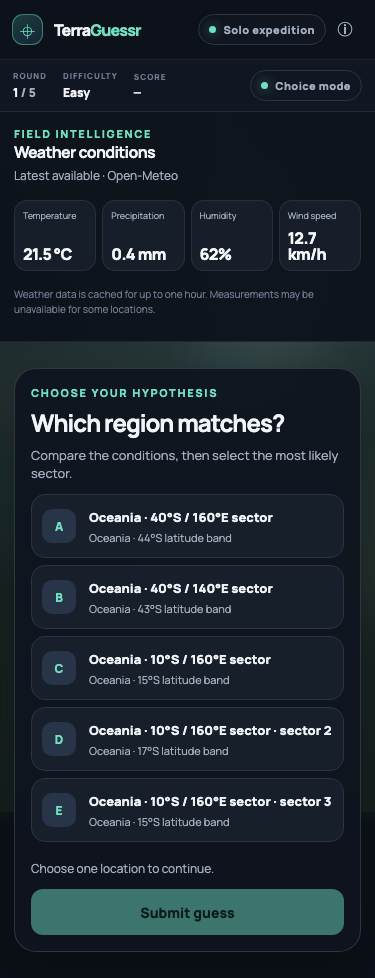 TerraGuessr
Solo expedition
ROUND
1 / 5
DIFFICULTY
Easy
SCORE
–
Choice mode
FIELD INTELLIGENCE
Weather conditions
Latest available · Open-Meteo
Temperature
21.5°C
Precipitation
0.4 mm
Humidity
62%
Wind speed
12.7
km/h
Weather data is cached for up to one hour. Measurements may be
unavailable for some locations.
CHOOSE YOUR HYPOTHESIS
Which region matches?
Compare the conditions, then select the most likely
sector.
A
Oceania · 40°S / 160°E sector
Oceania · 44°S latitude band
B
Oceania · 40°S / 140°E sector
Oceania · 43°S latitude band
C
Oceania · 10°S / 160°E sector
Oceania · 15°S latitude band
D
Oceania · 10°S / 160°E sector · sector 2
Oceania · 17°S latitude band
E
Oceania · 10°S / 160°E sector · sector 3
Oceania · 15°S latitude band
Choose one location to continue.
Submit guess